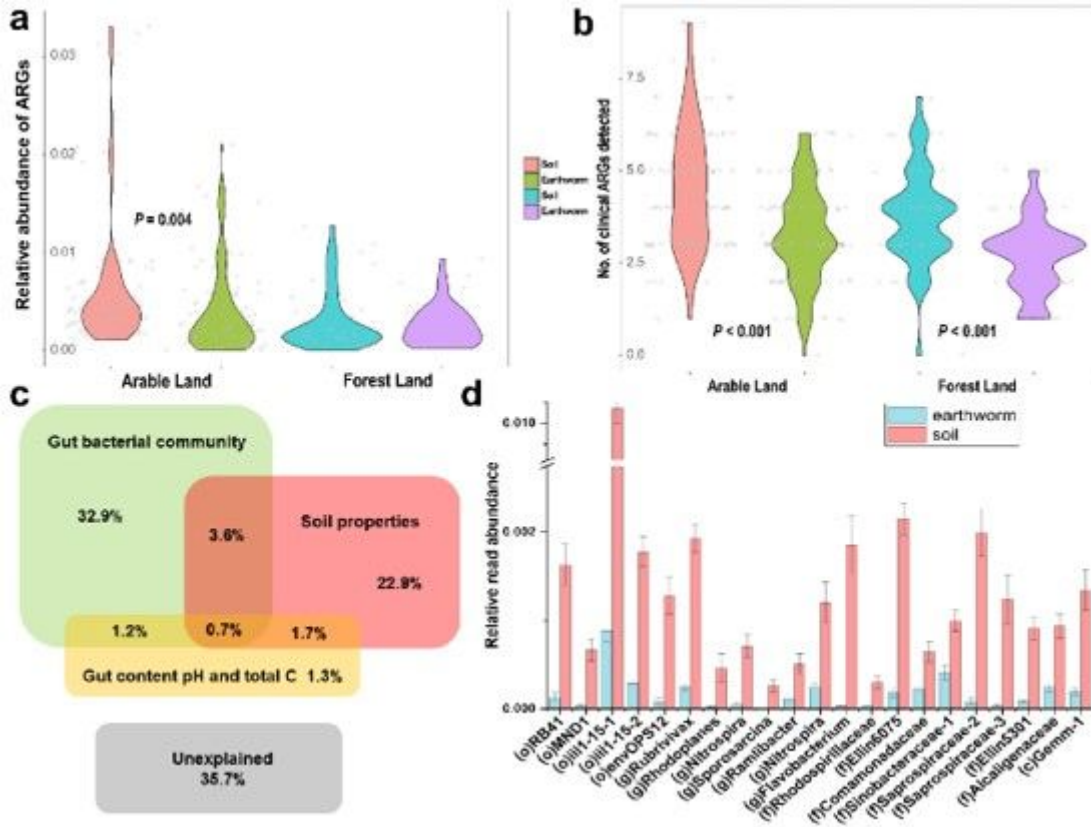 a
Relative abundance of ARGs
0.03
0.02
0.01
0.00
P = 0.004
Arable Land
Forest Land
Soil
Earthworm
Soil
Earthworm
b
No. of clinical ARGs detected
7.5
5.0
2.5
0.0
P < 0.001
P < 0.001
Arable Land
Forest Land
c
Gut bacterial community
32.9%
3.6%
Soil properties
22.9%
1.2%
0.7%
1.7%
Gut content pH and total C 1.3%
Unexplained
35.7%
d
earthworm
soil
Relative read abundance
0.010
0.002
0.000
(o)RB41
(o)MND1
(o)iii1-15-1
(o)iii1-15-2
(o)envOPS12
(g)Rubrivivax
(g)Rhodoplanes
(g)Nitrospira
(g)Sporosarcina
(g)Ramlibacter
(g)Nitrospira
(g)Flavobacterium
(f)Rhodospirillaceae
(f)Ellin6075
(f)Comamonadaceae
(f)Sinobacteraceae-1
(f)Saprospiraceae-2
(f)Saprospiraceae-3
(f)Ellin5301
(f)Alcaligenaceae
(c)Gemm-1